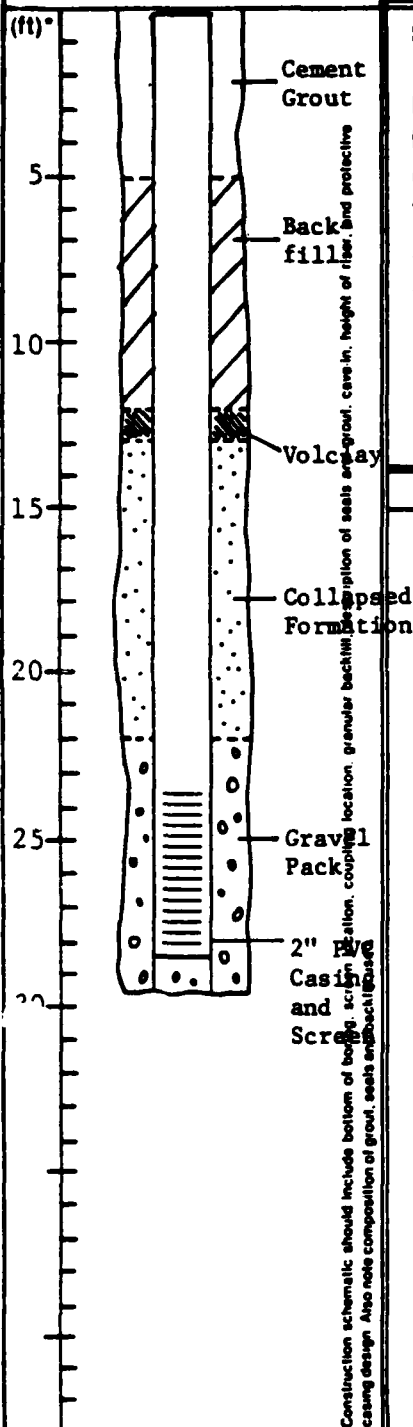 (ft)*
Cement
Grout
5
Back
fill
10
Volclay
15
Collapsed
Formation
20
25
Gravel
Pack
2" PVC
Casing
and
Screen
Construction schematic should include bottom of boring, screen location, coupling location, granular backfill, description of seals and grout, cave-in, height of riser, and protective
casing design. Also note composition of grout, seals and backfill used